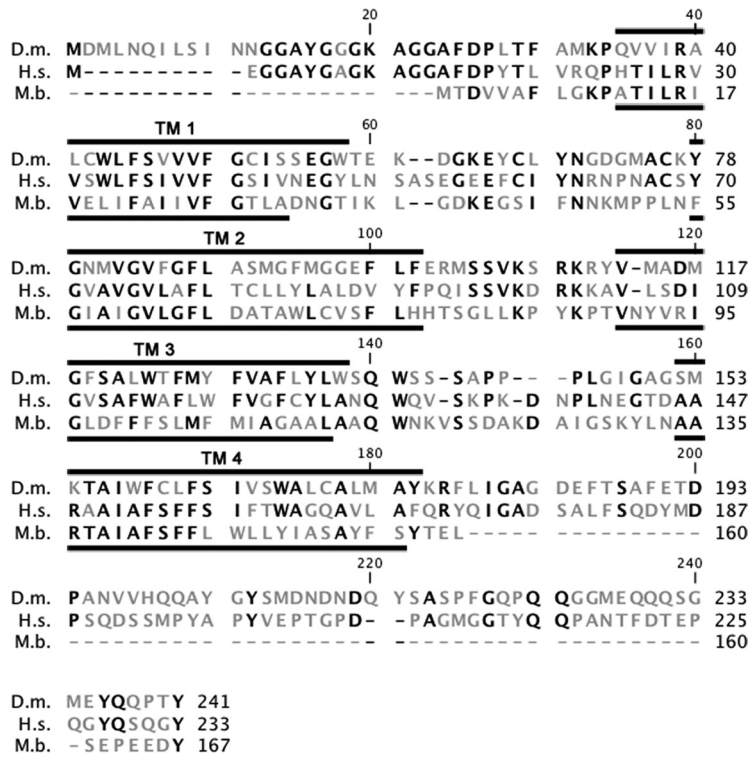 20 40
D.m. MDMLNQILSI NNGGAYGGGK AGGAFDPLTF AMKPQVVIRA 40
H.s. M--------- -EGGAYGAGK AGGAFDPYTL VRQPHTILRV 30
M.b. ---------- ---------- ---MTDVVAF LGKPATILRI 17
TM 1 60 80
D.m. LCWLFSVVVF GCISSEGWTE K--DGKEYCL YNGDGMACKY 78
H.s. VSWLFSIVVF GSIVNEGYLN SASEGEEFCI YNRNPNACSY 70
M.b. VELIFAIIVF GTLADNGTIK L--GDKEGSI FNNKMPPLNF 55
TM 2 100 120
D.m. GNMVGVFGFL ASMGFMGGEF LFERMSSVKS RKRYV-MADM 117
H.s. GVAVGVLAFL TCLLYLALDV YFPQISSVKD RKKAV-LSDI 109
M.b. GIAIGVLGFL DATAWLCVSF LHHTSGLLKP YKPTVNYVRI 95
TM 3 140 160
D.m. GFSALWTFMY FVAFLYLWSQ WSS-SAPP-- -PLGIGAGSM 153
H.s. GVSAFWAFLW FVGFCYLANQ WQV-SKPK-D NPLNEGTDAA 147
M.b. GLDFFFSLMF MIAGAALAAQ WNKVSSDAKD AIGSKYLNAA 135
TM 4 180 200
D.m. KTAIWFCLFS IVSWALCALM AYKRFLIGAG DEFTSAFETD 193
H.s. RAAIAFSFFS IFTWAGQAVL AFQRYQIGAD SALFSQDYMD 187
M.b. RTAIAFSFFL WLLYIASAYF SYTEL----- ---------- 160
220 240
D.m. PANVVHQQAY GYSMDNDNDQ YSASPFGQPQ QGGMEQQQSG 233
H.s. PSQDSSMPYA PYVEPTGPD- -PAGMGGTYQ QPANTFDTEP 225
M.b. ---------- ---------- ---------- ---------- 160
D.m. MEYQQPTY 241
H.s. QGYQSQGY 233
M.b. -SEPEEDY 167